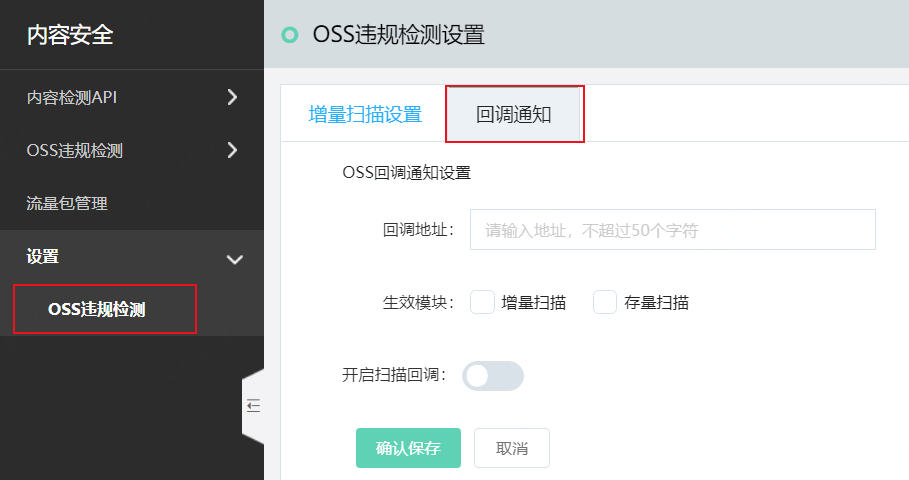 内容安全
内容检测API
OSS违规检测
流量包管理
设置
OSS违规检测
OSS违规检测设置
增量扫描设置
回调通知
OSS回调通知设置
回调地址：
请输入地址，不超过50个字符
生效模块：
增量扫描
存量扫描
开启扫描回调：
确认保存
取消